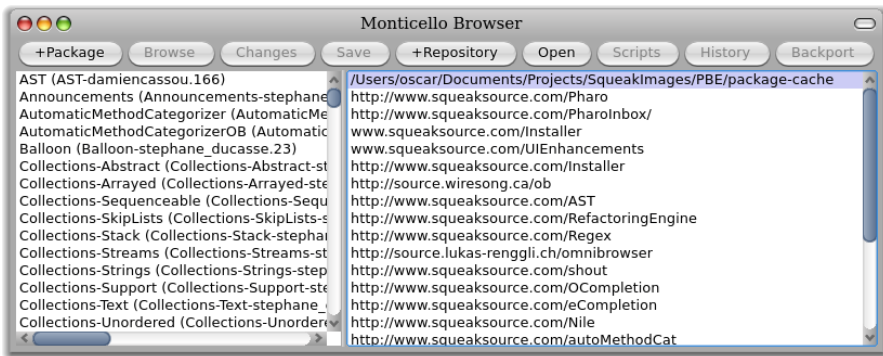 Monticello Browser
+Package Browse Changes Save +Repository Open Scripts History Backport
AST (AST-damiencassou.166)
Announcements (Announcements-stephane
AutomaticMethodCategorizer (AutomaticMe
AutomaticMethodCategorizerOB (Automatic
Balloon (Balloon-stephane_ducasse.23)
Collections-Abstract (Collections-Abstract-st
Collections-Arrayed (Collections-Arrayed-ste
Collections-Sequenceable (Collections-Sequ
Collections-SkipLists (Collections-SkipLists-s
Collections-Stack (Collections-Stack-stephan
Collections-Streams (Collections-Streams-st
Collections-Strings (Collections-Strings-step
Collections-Support (Collections-Support-ste
Collections-Text (Collections-Text-stephane_
Collections-Unordered (Collections-Unordere
/Users/oscar/Documents/Projects/SqueakImages/PBE/package-cache
http://www.squeaksource.com/Pharo
http://www.squeaksource.com/PharoInbox/
www.squeaksource.com/Installer
www.squeaksource.com/UIEnhancements
http://www.squeaksource.com/Installer
http://source.wiresong.ca/ob
http://www.squeaksource.com/AST
http://www.squeaksource.com/RefactoringEngine
http://www.squeaksource.com/Regex
http://source.lukas-renggli.ch/omnibrowser
http://www.squeaksource.com/shout
http://www.squeaksource.com/OCompletion
http://www.squeaksource.com/eCompletion
http://www.squeaksource.com/Nile
http://www.squeaksource.com/autoMethodCat